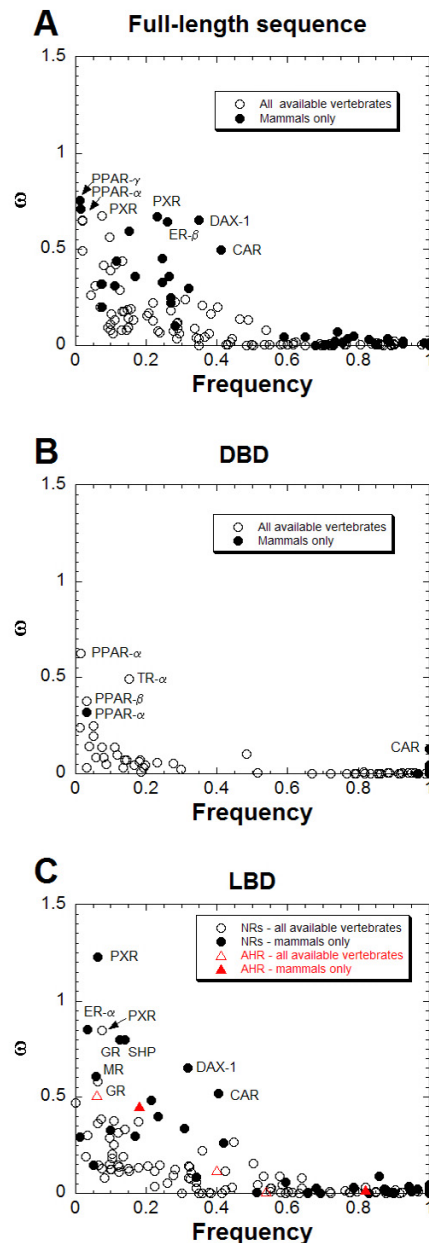 A Full-length sequence
All available vertebrates
Mammals only
1.5
1
0.5
0
ω
PPAR-γ
PPAR-α
PXR
PXR
ER-β
DAX-1
CAR
0 0.2 0.4 0.6 0.8 1
Frequency
B DBD
All available vertebrates
Mammals only
1.5
1
0.5
0
ω
PPAR-α
TR-α
PPAR-β
PPAR-α
CAR
0 0.2 0.4 0.6 0.8 1
Frequency
C LBD
NRs - all available vertebrates
NRs - mammals only
AHR - all available vertebrates
AHR - mammals only
1.5
1
0.5
0
ω
PXR
ER-α
PXR
GR SHP
MR
GR
DAX-1
CAR
0 0.2 0.4 0.6 0.8 1
Frequency